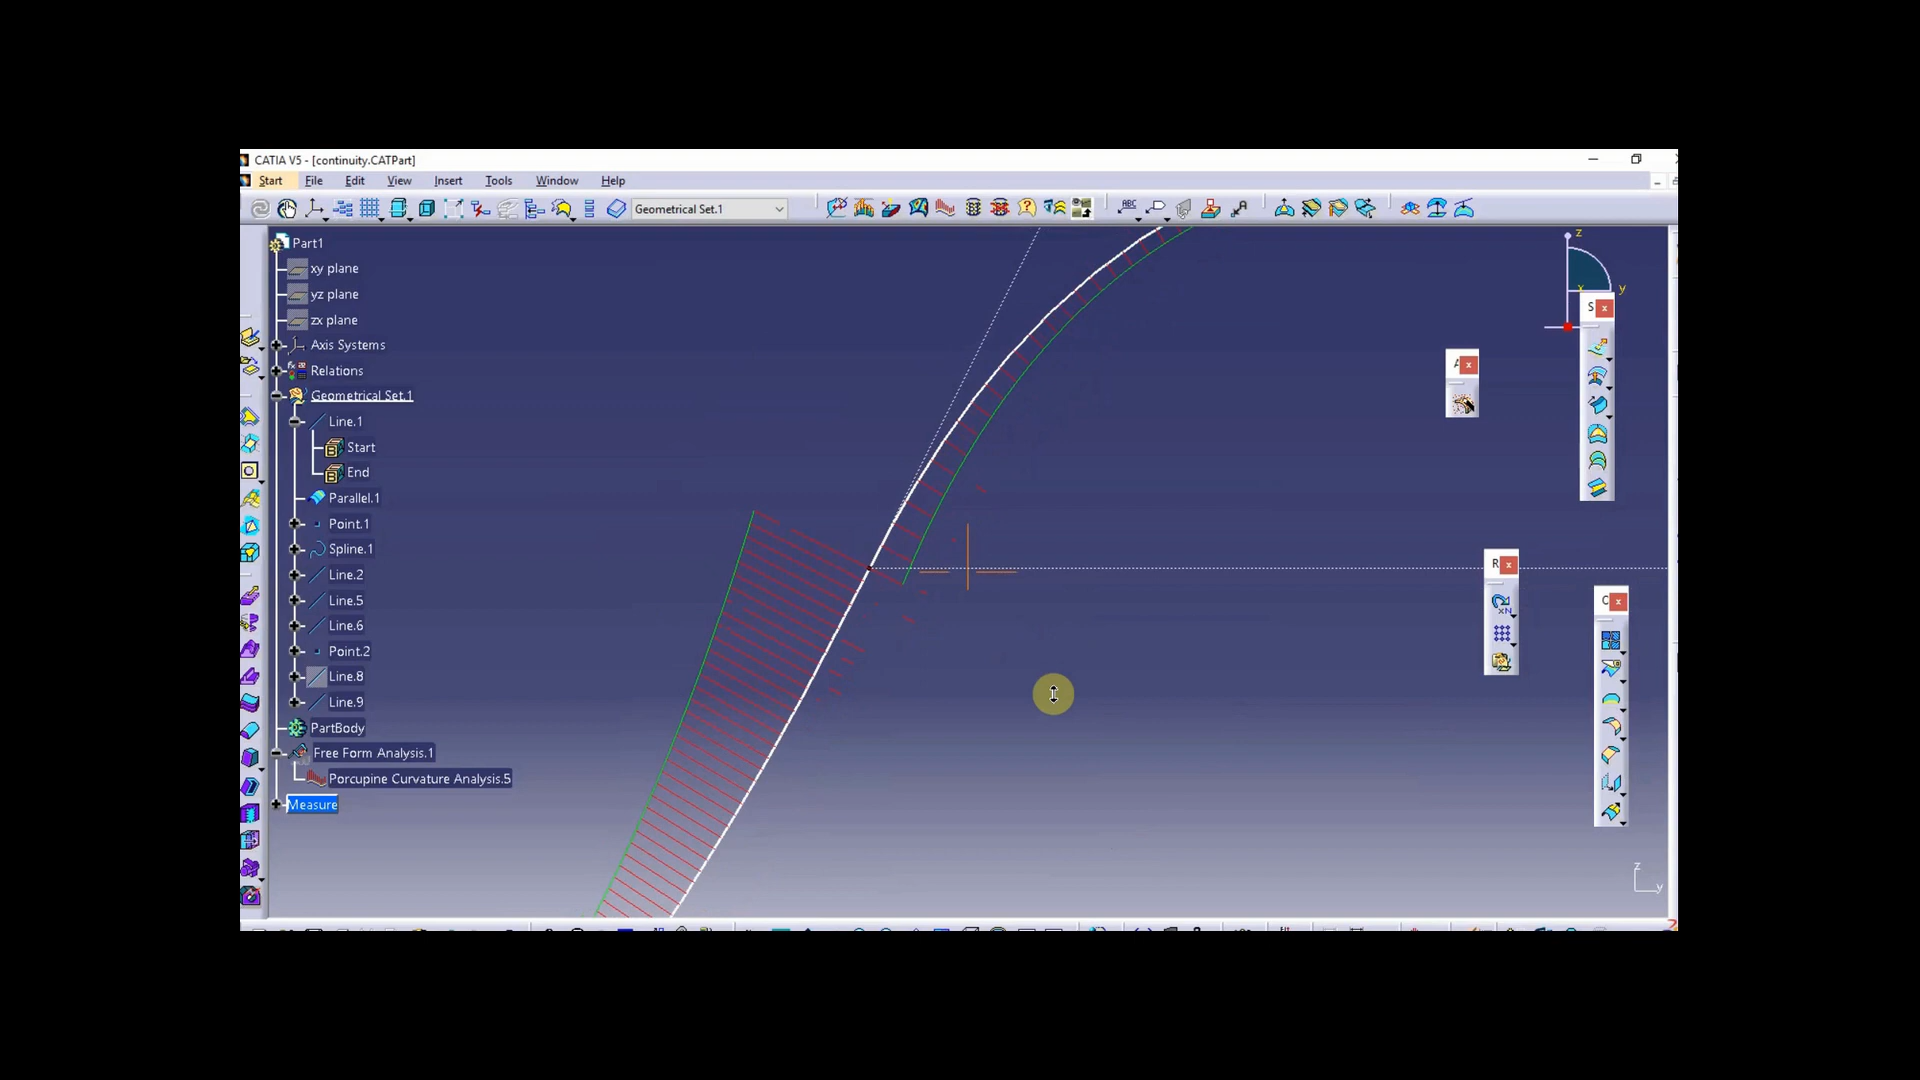 CATIA V5 - [continuity.CATPart]
Start File Edit View Insert Tools Window Help
Geometrical Set.1
Part1
xy plane
yz plane
zx plane
Axis Systems
Relations
Geometrical Set.1
Line.1
Start
End
Parallel.1
Point.1
Spline.1
Line.2
Line.5
Line.6
Point.2
Line.8
Line.9
PartBody
Free Form Analysis.1
Porcupine Curvature Analysis.5
Measure
z
x y
S
R
C
z
y